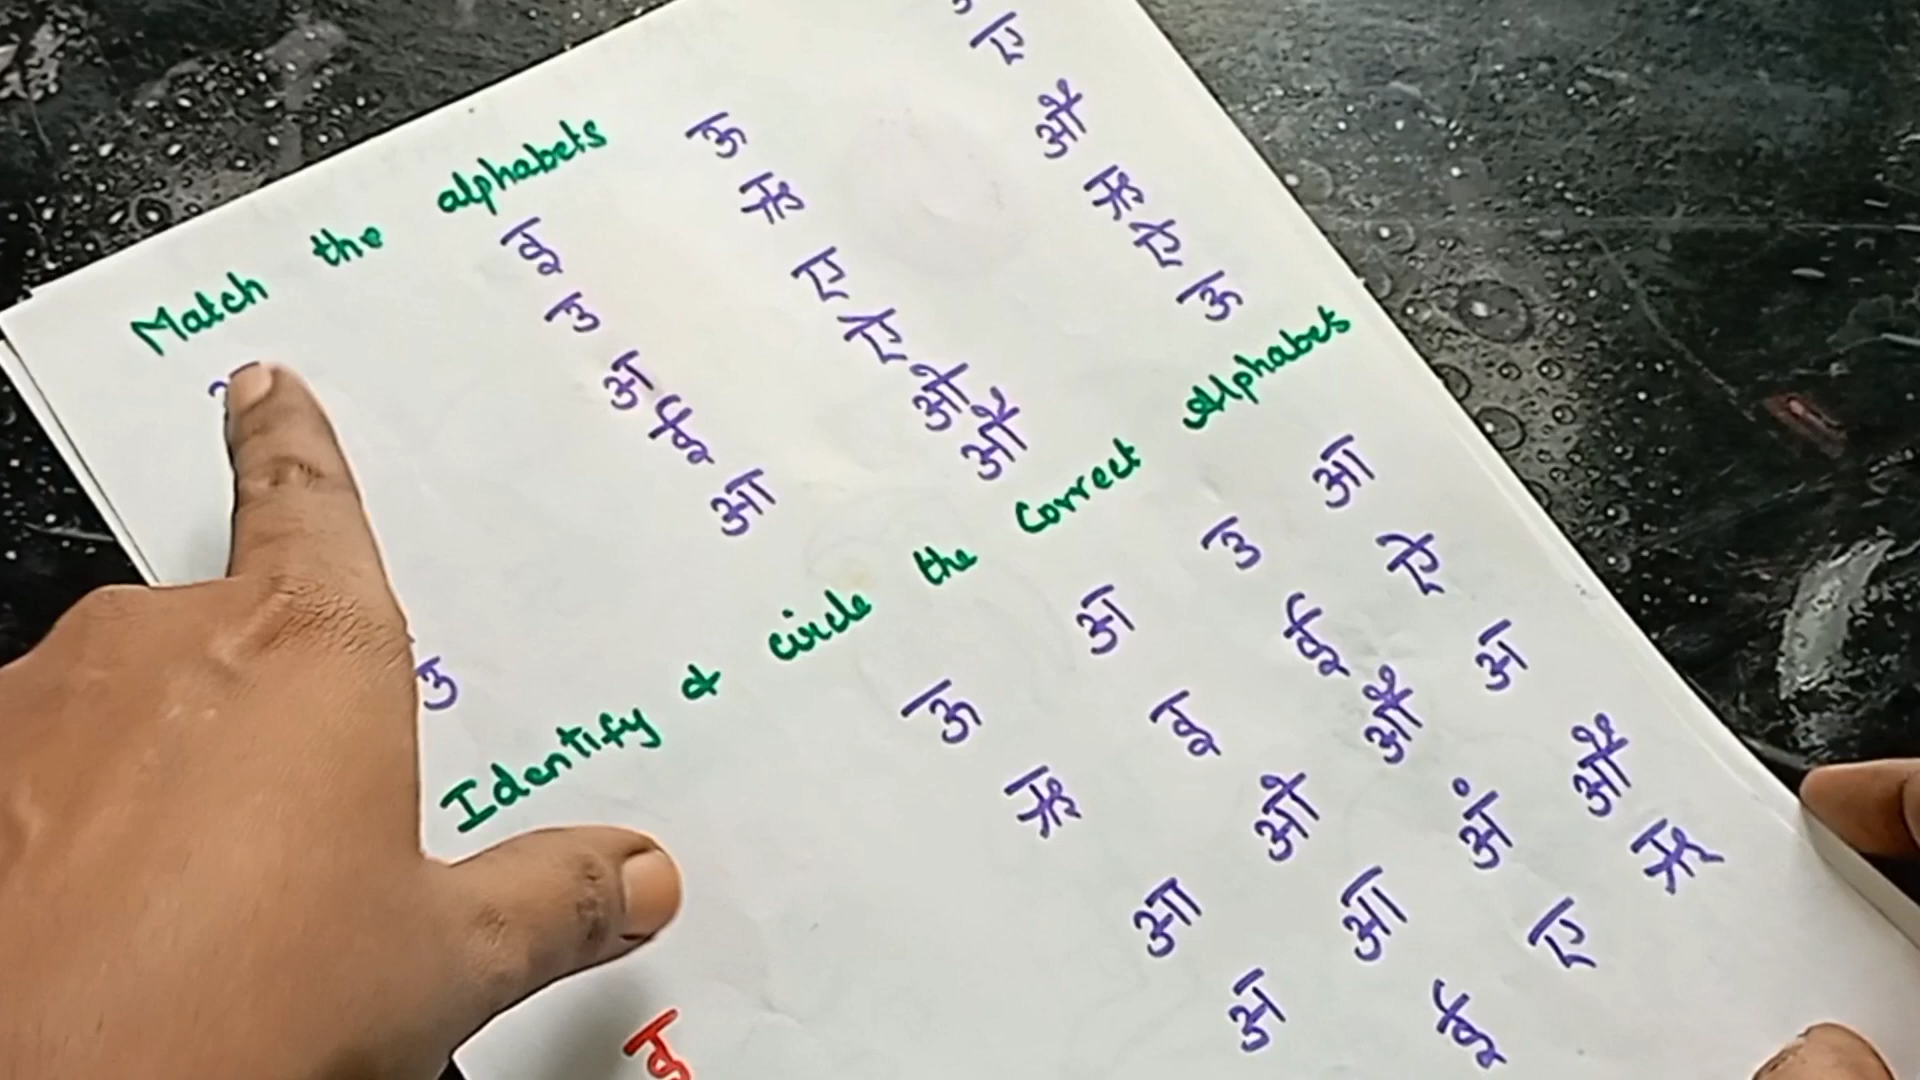 Match the alphabets
इ ऊ
उ ऋ ए
अ ए औ
ई ऐ ऋ
उ आ ओ ऐ
औ ऊ
Identify & circle the correct alphabets
ऊ अ उ आ
इ ऋ इ ई ऐ
आ ओ औ अ
अ आ अं औ
ई ए ऋ